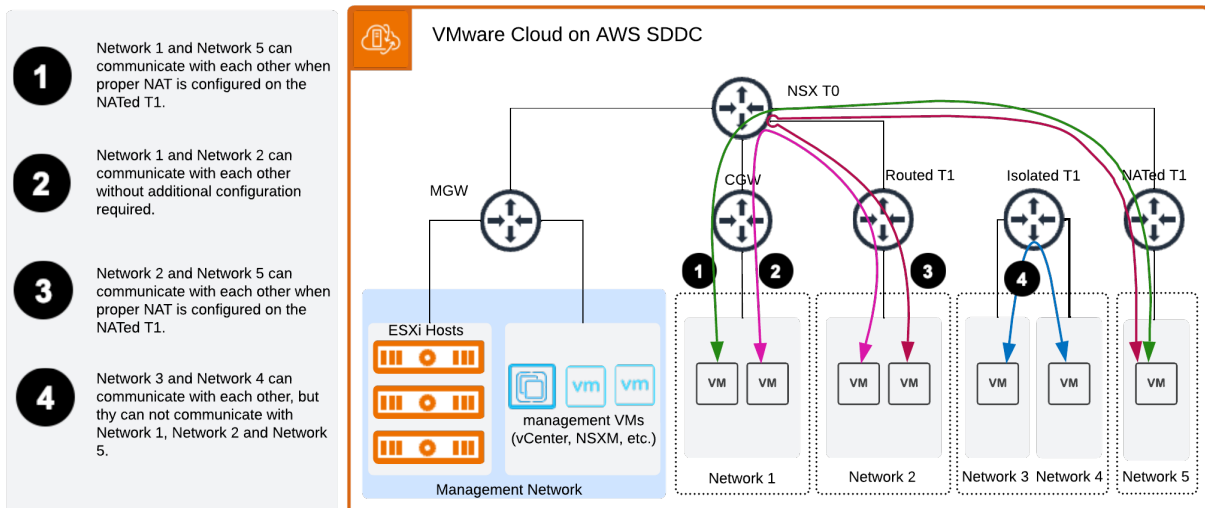 1
Network 1 and Network 5 can
communicate with each other when
proper NAT is configured on the
NATed T1.
2
Network 1 and Network 2 can
communicate with each other
without additional configuration
required.
3
Network 2 and Network 5 can
communicate with each other when
proper NAT is configured on the
NATed T1.
4
Network 3 and Network 4 can
communicate with each other, but
thy can not communicate with
Network 1, Network 2 and Network
5.
VMware Cloud on AWS SDDC
NSX T0
MGW
CGW
Routed T1
Isolated T1
NATed T1
1
2
3
4
ESXi Hosts
vm
vm
management VMs
(vCenter, NSXM, etc.)
Management Network
VM
VM
VM
VM
VM
VM
VM
Network 1
Network 2
Network 3
Network 4
Network 5